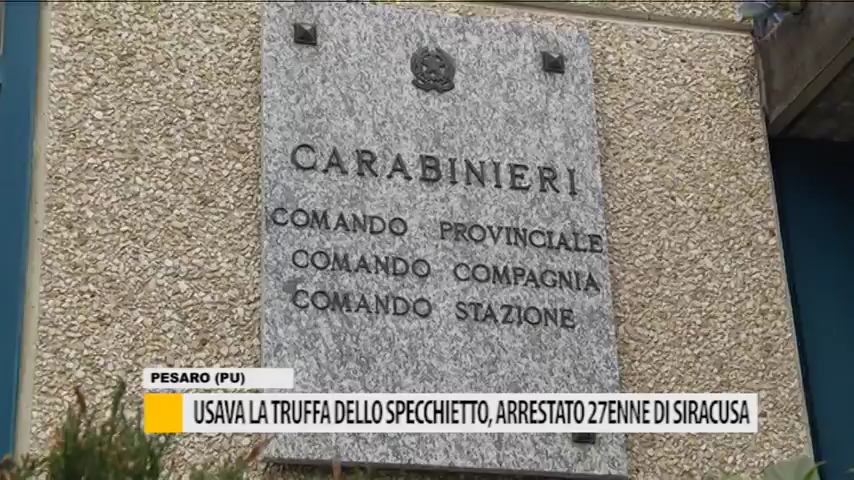 CARABINIERI
COMANDO PROVINCIALE
COMANDO COMPAGNIA
COMANDO STAZIONE
PESARO (PU)
USAVA LA TRUFFA DELLO SPECCHIETTO, ARRESTATO 27ENNE DI SIRACUSA